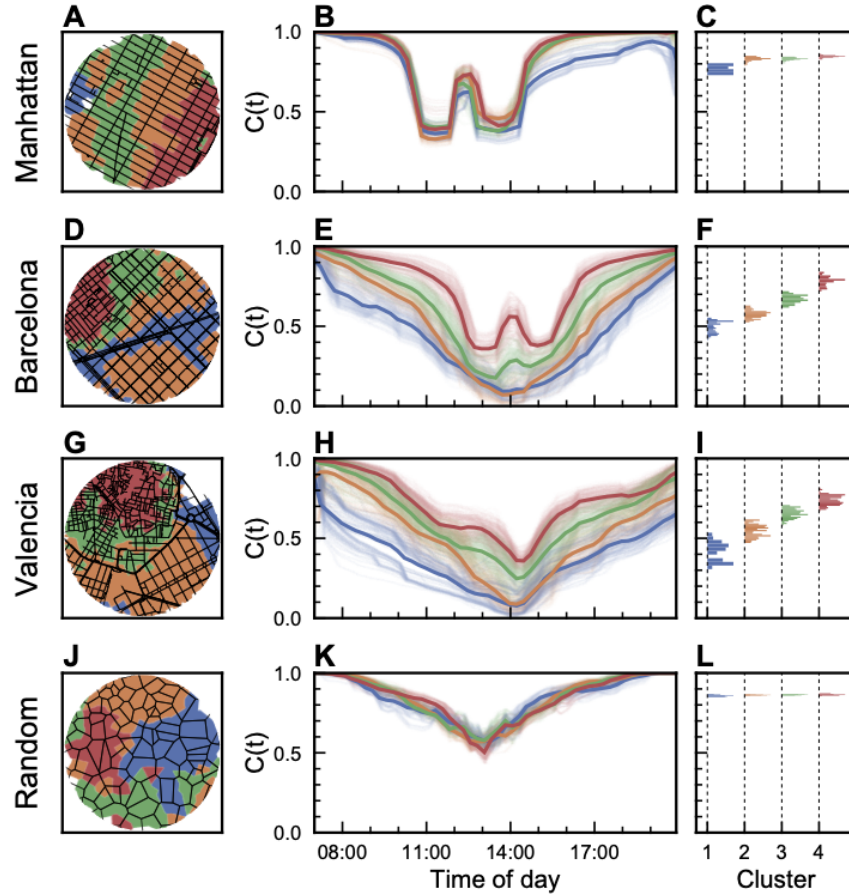 A
B
C
Manhattan
C(t)
1.0
0.5
0.0
D
E
F
Barcelona
C(t)
1.0
0.5
0.0
G
H
I
Valencia
C(t)
1.0
0.5
0.0
J
K
L
Random
C(t)
1.0
0.5
0.0
08:00 11:00 14:00 17:00
1 2 3 4
Time of day
Cluster